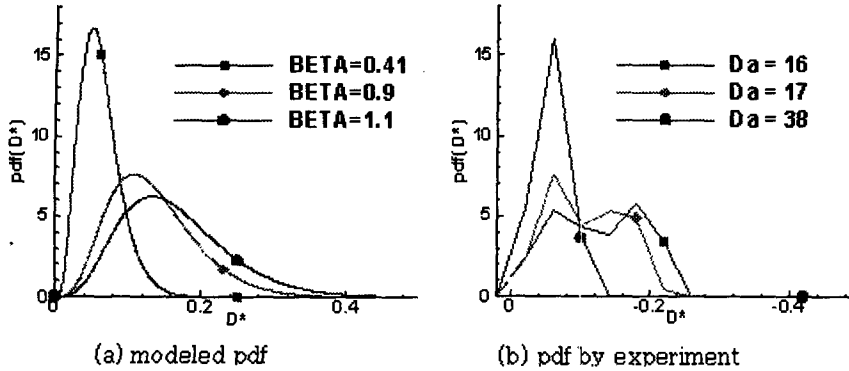 15
10
5
0
pdf(D*)
BETA=0.41
BETA=0.9
BETA=1.1
0
0.2
0.4
D*
(a) modeled pdf
15
10
5
0
pdf(D*)
Da = 16
Da = 17
Da = 38
0
-0.2
-0.4
D*
(b) pdf by experiment